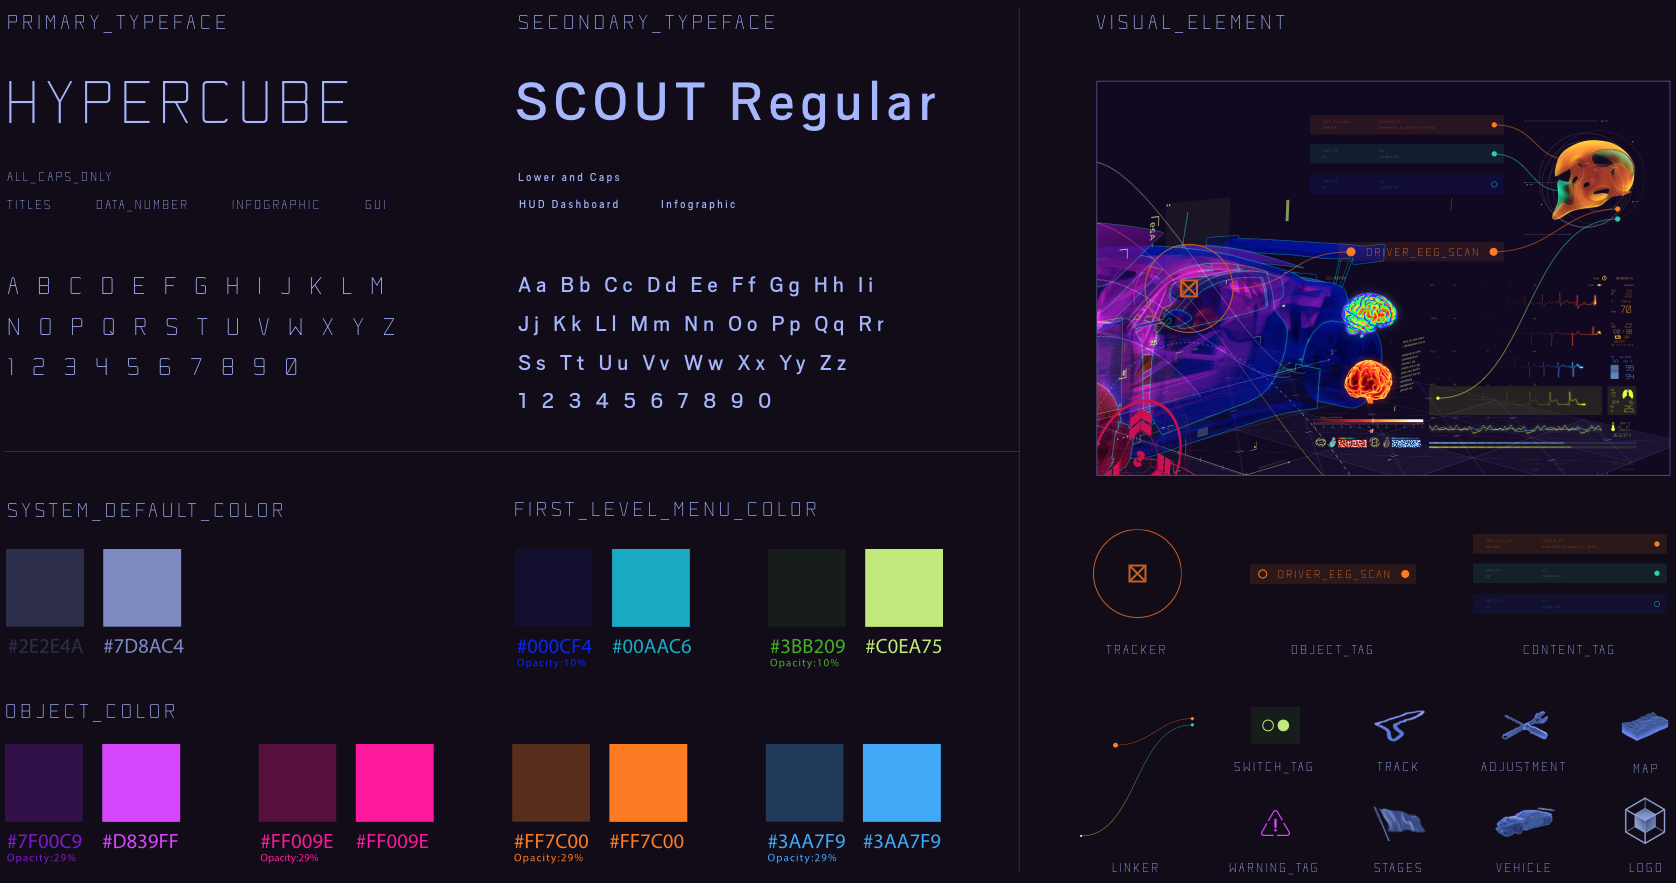 PRIMARY_TYPEFACE
HYPERCUBE
ALL_CAPS_ONLY
TITLES DATA_NUMBER INFOGRAPHIC GUI
A B C D E F G H I J K L M
N O P Q R S T U V W X Y Z
1 2 3 4 5 6 7 8 9 0
SECONDARY_TYPEFACE
SCOUT Regular
Lower and Caps
HUD Dashboard Infographic
Aa Bb Cc Dd Ee Ff Gg Hh Ii
Jj Kk Ll Mm Nn Oo Pp Qq Rr
Ss Tt Uu Vv Ww Xx Yy Zz
1 2 3 4 5 6 7 8 9 0
SYSTEM_DEFAULT_COLOR
#2E2E4A #7D8AC4
FIRST_LEVEL_MENU_COLOR
#000CF4 #00AAC6 #3BB209 #C0EA75
Opacity:10% Opacity:10%
OBJECT_COLOR
#7F00C9 #D839FF #FF009E #FF009E #FF7C00 #FF7C00 #3AA7F9 #3AA7F9
Opacity:29% Opacity:29% Opacity:29% Opacity:29%
VISUAL_ELEMENT
DRIVER_EEG_SCAN
70
99
94
25
DRIVER_EEG_SCAN
TRACKER OBJECT_TAG CONTENT_TAG
SWITCH_TAG TRACK ADJUSTMENT MAP
LINKER WARNING_TAG STAGES VEHICLE LOGO